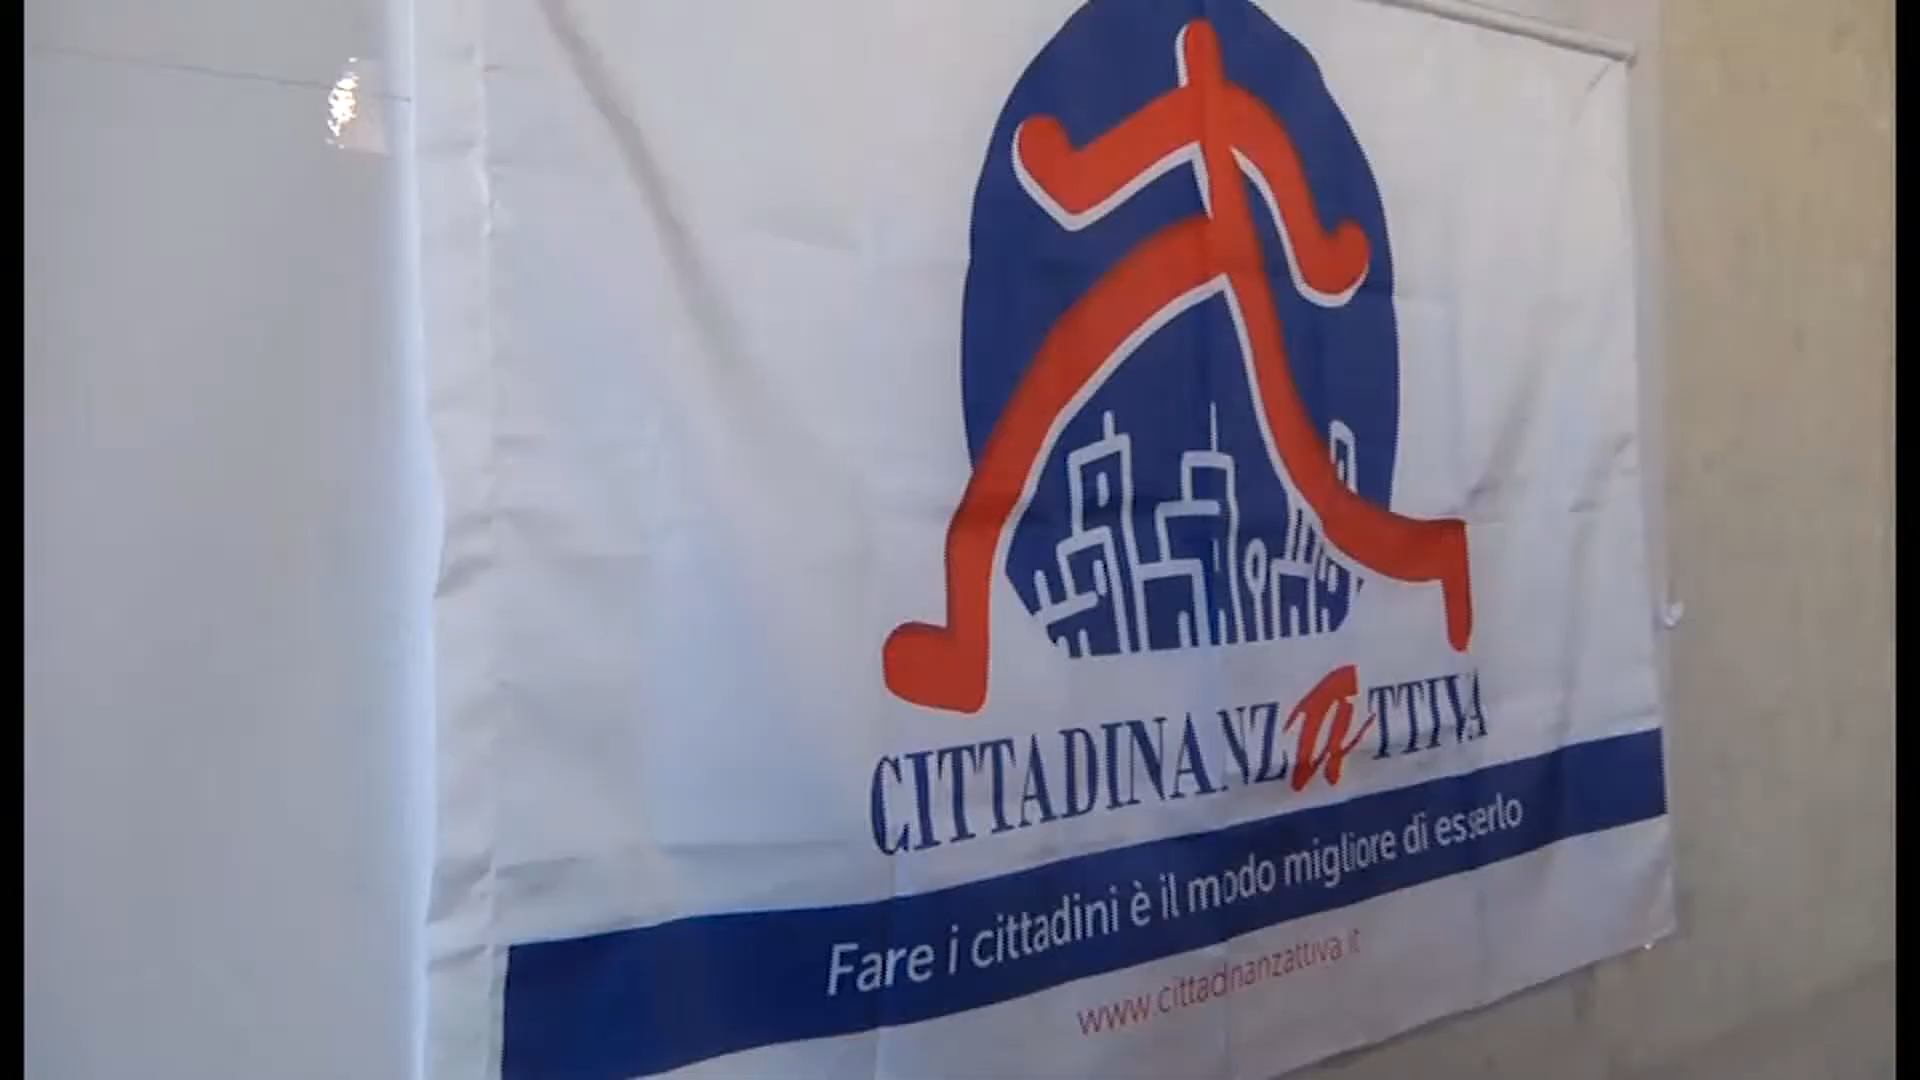 CITTADINANZaTTIVA
Fare i cittadini è il modo migliore di esserlo
www.cittadinanzattiva.it